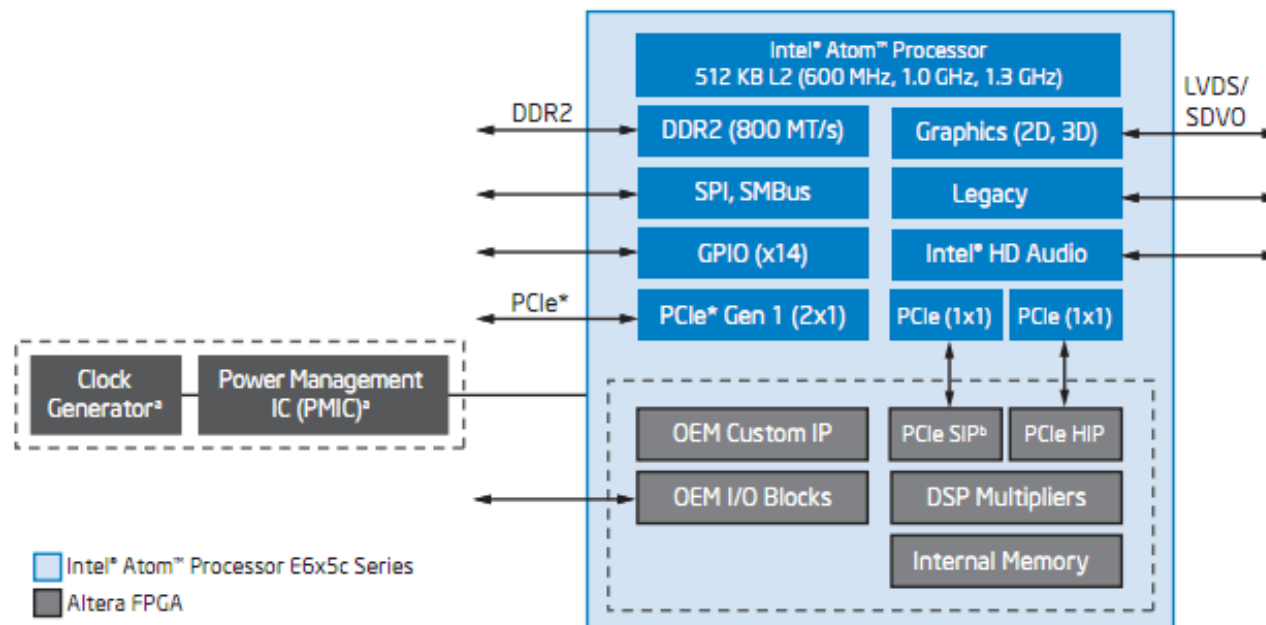 Intel® Atom™ Processor
512 KB L2 (600 MHz, 1.0 GHz, 1.3 GHz)
DDR2
DDR2 (800 MT/s)
Graphics (2D, 3D)
LVDS/
SDVO
SPI, SMBus
Legacy
GPIO (x14)
Intel® HD Audio
PCIe*
PCIe* Gen 1 (2x1)
PCIe (1x1)
PCIe (1x1)
Clock
Generatorª
Power Management
IC (PMIC)ª
OEM Custom IP
PCIe SIPᵇ
PCIe HIP
OEM I/O Blocks
DSP Multipliers
Internal Memory
Intel® Atom™ Processor E6x5c Series
Altera FPGA